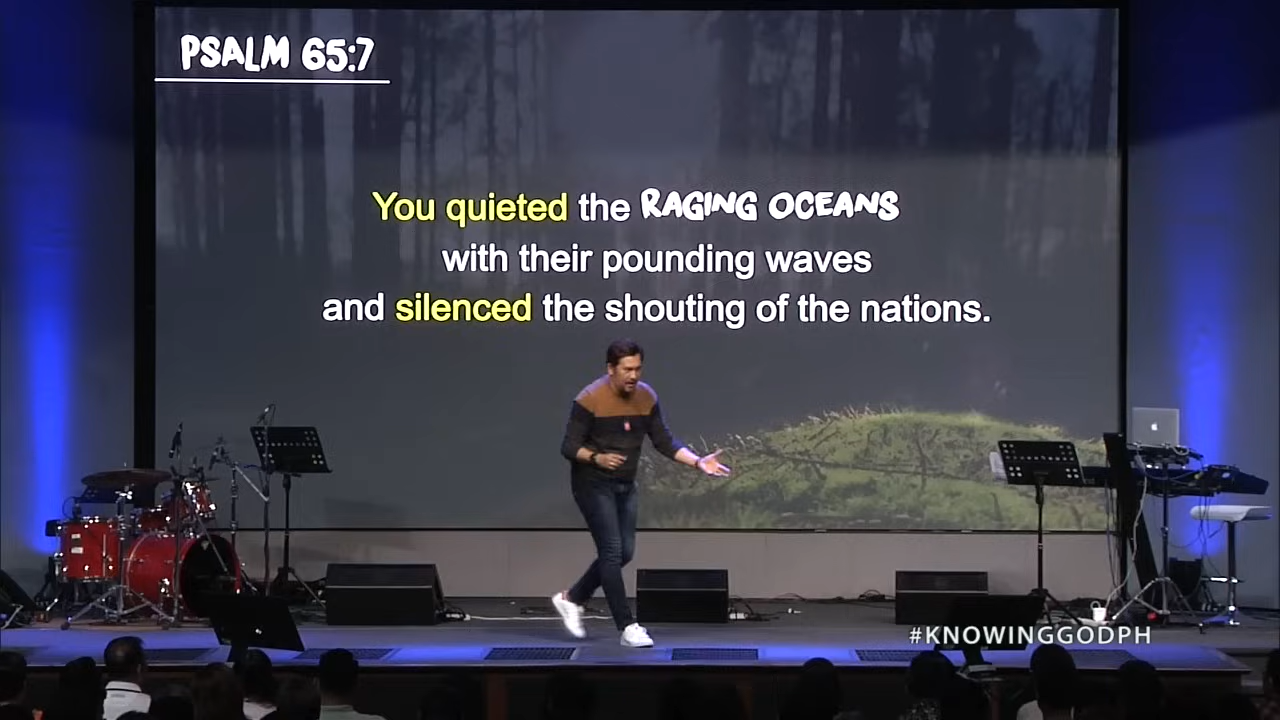 PSALM 65:7
You quieted the RAGING OCEANS
with their pounding waves
and silenced the shouting of the nations.
#KNOWINGGODPH